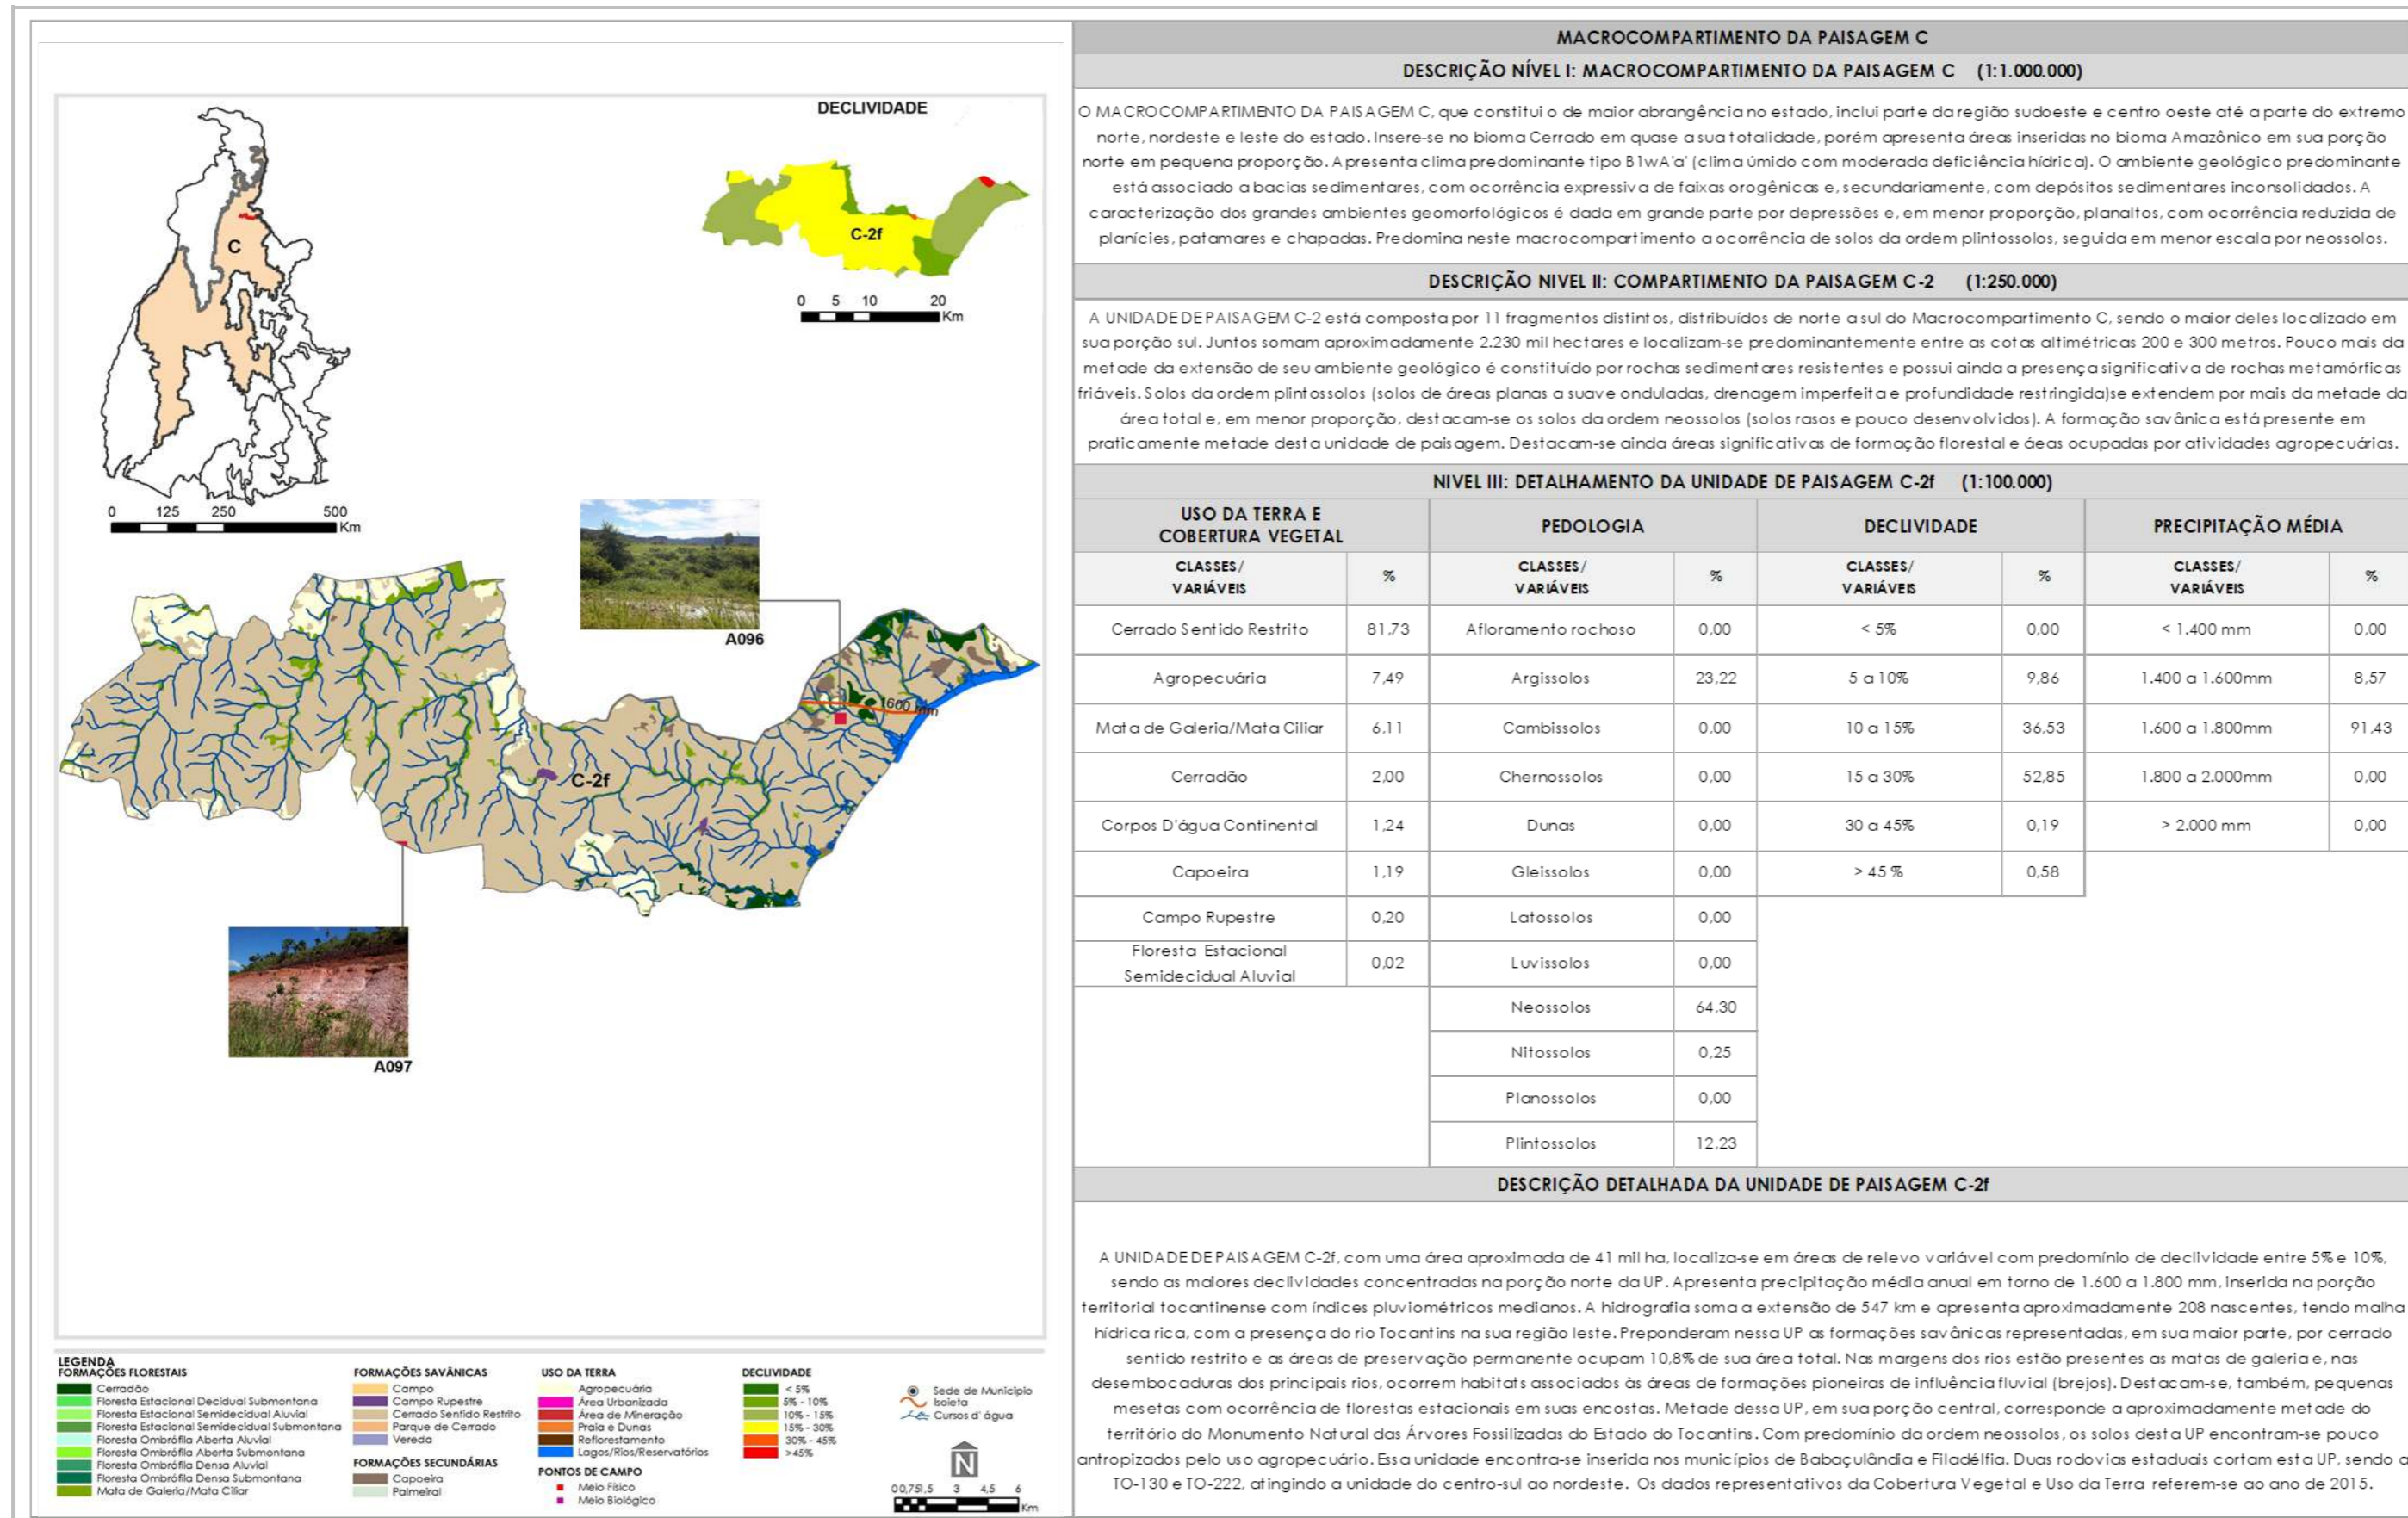 DECLIVIDADE
C-2f
0 5 10 20
Km
C
0 125 250 500
Km
A096
1600 mm
C-2f
A097
LEGENDA
FORMAÇÕES FLORESTAIS
Cerradão
Floresta Estacional Decidual Submontana
Floresta Estacional Semidecidual Aluvial
Floresta Estacional Semidecidual Submontana
Floresta Ombrófila Aberta Aluvial
Floresta Ombrófila Aberta Submontana
Floresta Ombrófila Densa Aluvial
Floresta Ombrófila Densa Submontana
Mata de Galeria/Mata Ciliar
FORMAÇÕES SAVÂNICAS
Campo
Campo Rupestre
Cerrado Sentido Restrito
Parque de Cerrado
Vereda
FORMAÇÕES SECUNDÁRIAS
Capoeira
Palmeiral
USO DA TERRA
Agropecuária
Área Urbanizada
Área de Mineração
Praia e Dunas
Reflorestamento
Lagos/Rios/Reservatórios
PONTOS DE CAMPO
Meio Físico
Meio Biológico
DECLIVIDADE
< 5%
5% - 10%
10% - 15%
15% - 30%
30% - 45%
>45%
Sede de Município
Isoieta
Cursos d' água
N
0 0,75 1,5 3 4,5 6
Km
MACROCOMPARTIMENTO DA PAISAGEM C
DESCRIÇÃO NÍVEL I: MACROCOMPARTIMENTO DA PAISAGEM C (1:1.000.000)
O MACROCOMPARTIMENTO DA PAISAGEM C, que constitui o de maior abrangência no estado, inclui parte da região sudoeste e centro oeste até a parte do extremo
norte, nordeste e leste do estado. Insere-se no bioma Cerrado em quase a sua totalidade, porém apresenta áreas inseridas no bioma Amazônico em sua porção
norte em pequena proporção. Apresenta clima predominante tipo B1wA'a' (clima úmido com moderada deficiência hídrica). O ambiente geológico predominante
está associado a bacias sedimentares, com ocorrência expressiva de faixas orogênicas e, secundariamente, com depósitos sedimentares inconsolidados. A
caracterização dos grandes ambientes geomorfológicos é dada em grande parte por depressões e, em menor proporção, planaltos, com ocorrência reduzida de
planícies, patamares e chapadas. Predomina neste macrocompartimento a ocorrência de solos da ordem plintossolos, seguida em menor escala por neossolos.
DESCRIÇÃO NIVEL II: COMPARTIMENTO DA PAISAGEM C-2 (1:250.000)
A UNIDADE DE PAISAGEM C-2 está composta por 11 fragmentos distintos, distribuídos de norte a sul do Macrocompartimento C, sendo o maior deles localizado em
sua porção sul. Juntos somam aproximadamente 2.230 mil hectares e localizam-se predominantemente entre as cotas altimétricas 200 e 300 metros. Pouco mais da
metade da extensão de seu ambiente geológico é constituído por rochas sedimentares resistentes e possui ainda a presença significativa de rochas metamórficas
friáveis. Solos da ordem plintossolos (solos de áreas planas a suave onduladas, drenagem imperfeita e profundidade restringida)se extendem por mais da metade da
área total e, em menor proporção, destacam-se os solos da ordem neossolos (solos rasos e pouco desenvolvidos). A formação savânica está presente em
praticamente metade desta unidade de paisagem. Destacam-se ainda áreas significativas de formação florestal e áeas ocupadas por atividades agropecuárias.
NIVEL III: DETALHAMENTO DA UNIDADE DE PAISAGEM C-2f (1:100.000)
USO DA TERRA E COBERTURA VEGETAL PEDOLOGIA DECLIVIDADE PRECIPITAÇÃO MÉDIA
CLASSES/ VARIÁVEIS % CLASSES/ VARIÁVEIS % CLASSES/ VARIÁVEIS % CLASSES/ VARIÁVEIS %
Cerrado Sentido Restrito 81,73 Afloramento rochoso 0,00 < 5% 0,00 < 1.400 mm 0,00
Agropecuária 7,49 Argissolos 23,22 5 a 10% 9,86 1.400 a 1.600mm 8,57
Mata de Galeria/Mata Ciliar 6,11 Cambissolos 0,00 10 a 15% 36,53 1.600 a 1.800mm 91,43
Cerradão 2,00 Chernossolos 0,00 15 a 30% 52,85 1.800 a 2.000mm 0,00
Corpos D'água Continental 1,24 Dunas 0,00 30 a 45% 0,19 > 2.000 mm 0,00
Capoeira 1,19 Gleissolos 0,00 > 45 % 0,58
Campo Rupestre 0,20 Latossolos 0,00
Floresta Estacional Semidecidual Aluvial 0,02 Luvissolos 0,00
Neossolos 64,30
Nitossolos 0,25
Planossolos 0,00
Plintossolos 12,23
DESCRIÇÃO DETALHADA DA UNIDADE DE PAISAGEM C-2f
A UNIDADE DE PAISAGEM C-2f, com uma área aproximada de 41 mil ha, localiza-se em áreas de relevo variável com predomínio de declividade entre 5% e 10%,
sendo as maiores declividades concentradas na porção norte da UP. Apresenta precipitação média anual em torno de 1.600 a 1.800 mm, inserida na porção
territorial tocantinense com índices pluviométricos medianos. A hidrografia soma a extensão de 547 km e apresenta aproximadamente 208 nascentes, tendo malha
hídrica rica, com a presença do rio Tocantins na sua região leste. Preponderam nessa UP as formações savânicas representadas, em sua maior parte, por cerrado
sentido restrito e as áreas de preservação permanente ocupam 10,8% de sua área total. Nas margens dos rios estão presentes as matas de galeria e, nas
desembocaduras dos principais rios, ocorrem habitats associados às áreas de formações pioneiras de influência fluvial (brejos). Destacam-se, também, pequenas
mesetas com ocorrência de florestas estacionais em suas encostas. Metade dessa UP, em sua porção central, corresponde a aproximadamente metade do
território do Monumento Natural das Árvores Fossilizadas do Estado do Tocantins. Com predomínio da ordem neossolos, os solos desta UP encontram-se pouco
antropizados pelo uso agropecuário. Essa unidade encontra-se inserida nos municípios de Babaçulândia e Filadélfia. Duas rodovias estaduais cortam esta UP, sendo a
TO-130 e TO-222, atingindo a unidade do centro-sul ao nordeste. Os dados representativos da Cobertura Vegetal e Uso da Terra referem-se ao ano de 2015.